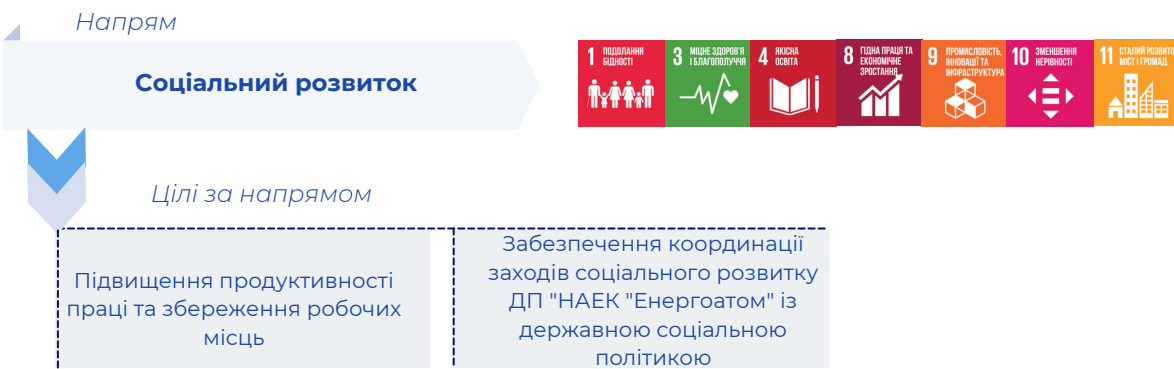 Напрям
Соціальний розвиток
1 ПОДОЛАННЯ
БІДНОСТІ
3 МІЦНЕ ЗДОРОВ'Я
І БЛАГОПОЛУЧЧЯ
4 ЯКІСНА
ОСВІТА
8 ГІДНА ПРАЦЯ ТА
ЕКОНОМІЧНЕ
ЗРОСТАННЯ
9 ПРОМИСЛОВІСТЬ,
ІННОВАЦІЇ ТА
ІНФРАСТРУКТУРА
10 ЗМЕНШЕННЯ
НЕРІВНОСТІ
11 СТАЛИЙ РОЗВИТО
МІСТ І ГРОМАД
Цілі за напрямом
Підвищення продуктивності
праці та збереження робочих
місць
Забезпечення координації
заходів соціального розвитку
ДП "НАЕК "Енергоатом" із
державною соціальною
політикою